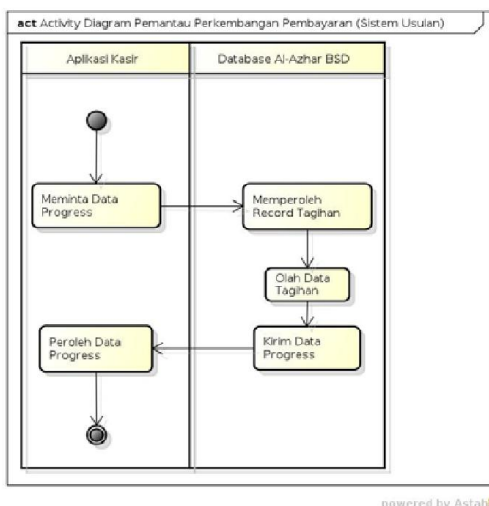 act Activity Diagram Pemantau Perkembangan Pembayaran (Sistem Usulan)
Aplikasi Kasir
Database Al-Azhar BSD
Meminta Data
Progress
Memperoleh
Record Tagihan
Olah Data
Tagihan
Peroleh Data
Progress
Kirim Data
Progress
powered by Astah